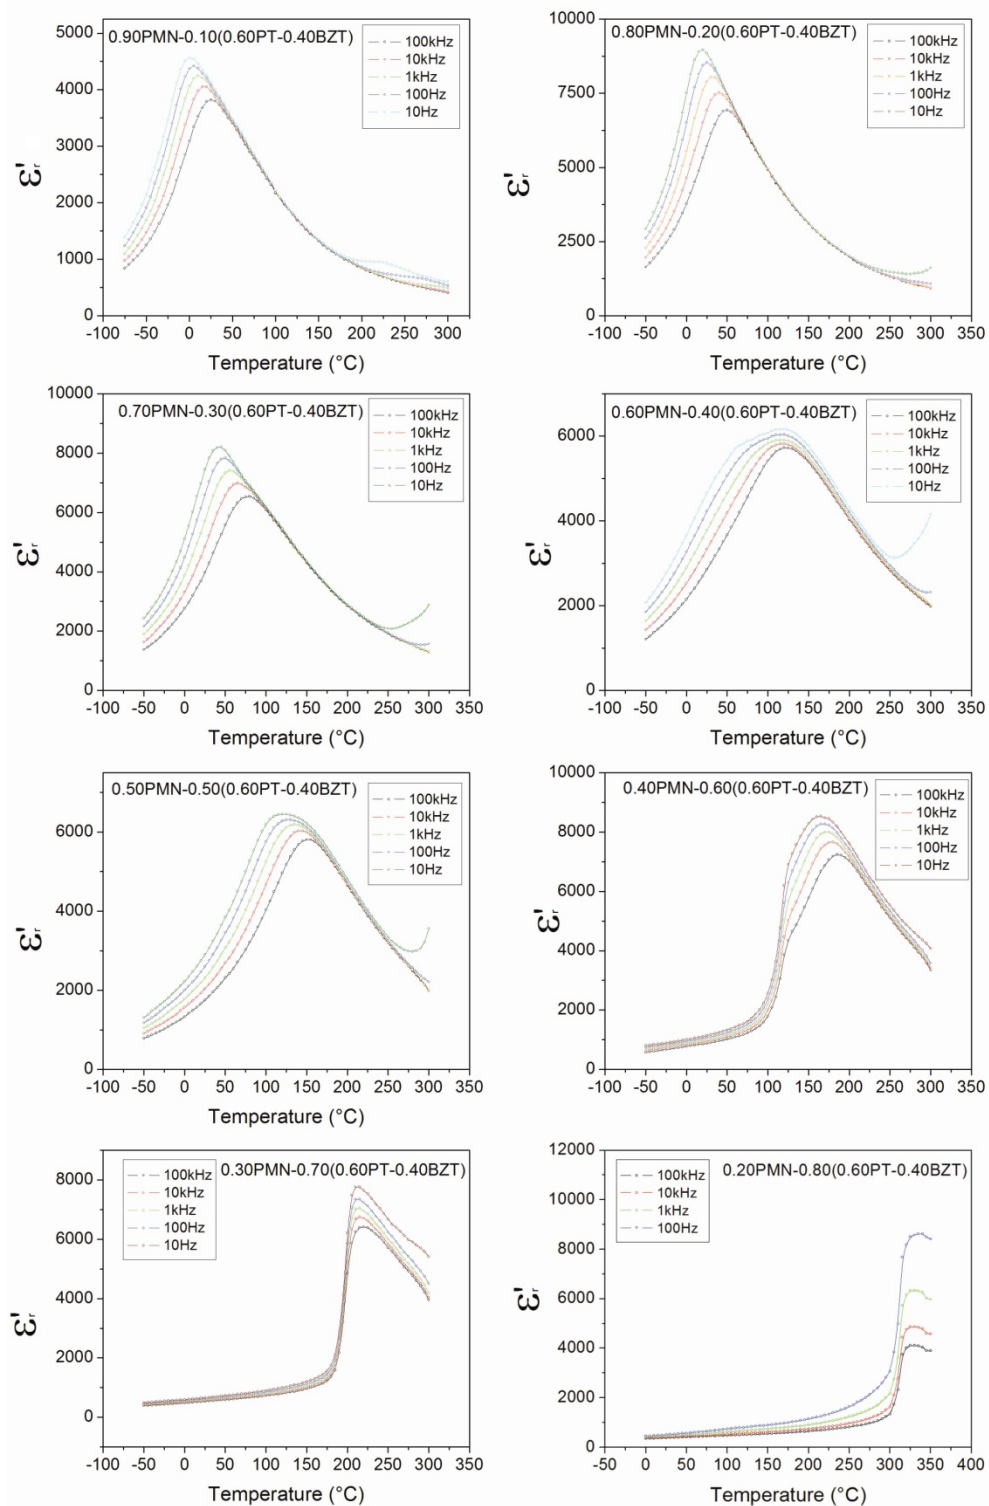 0.90PMN-0.10(0.60PT-0.40BZT)
100kHz
10kHz
1kHz
100Hz
10Hz
5000
4000
3000
2000
1000
0
ε'r
-100 -50 0 50 100 150 200 250 300
Temperature (°C)
0.80PMN-0.20(0.60PT-0.40BZT)
100kHz
10kHz
1kHz
100Hz
10Hz
10000
7500
5000
2500
0
ε'r
-100 -50 0 50 100 150 200 250 300 350
Temperature (°C)
0.70PMN-0.30(0.60PT-0.40BZT)
100kHz
10kHz
1kHz
100Hz
10Hz
10000
8000
6000
4000
2000
0
ε'r
-100 -50 0 50 100 150 200 250 300 350
Temperature (°C)
0.60PMN-0.40(0.60PT-0.40BZT)
100kHz
10kHz
1kHz
100Hz
10Hz
6000
4000
2000
0
ε'r
-100 -50 0 50 100 150 200 250 300 350
Temperature (°C)
0.50PMN-0.50(0.60PT-0.40BZT)
100kHz
10kHz
1kHz
100Hz
10Hz
6000
4000
2000
0
ε'r
-100 -50 0 50 100 150 200 250 300 350
Temperature (°C)
0.40PMN-0.60(0.60PT-0.40BZT)
100kHz
10kHz
1kHz
100Hz
10Hz
10000
8000
6000
4000
2000
0
ε'r
-100 -50 0 50 100 150 200 250 300 350
Temperature (°C)
0.30PMN-0.70(0.60PT-0.40BZT)
100kHz
10kHz
1kHz
100Hz
10Hz
8000
6000
4000
2000
0
ε'r
-100 -50 0 50 100 150 200 250 300 350
Temperature (°C)
0.20PMN-0.80(0.60PT-0.40BZT)
100kHz
10kHz
1kHz
100Hz
12000
10000
8000
6000
4000
2000
0
ε'r
-50 0 50 100 150 200 250 300 350 400
Temperature (°C)